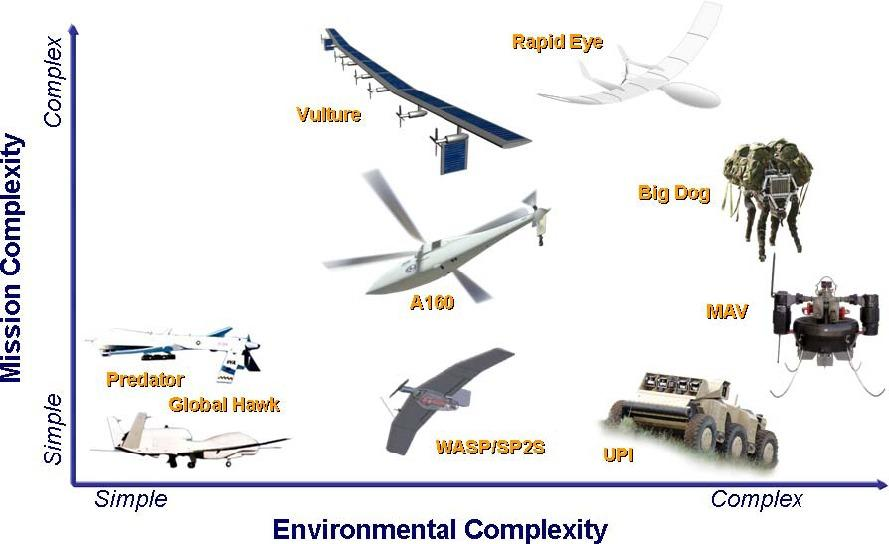 Rapid Eye
Complex
Vulture
Mission Complexity
Big Dog
A160
MAV
Predator
Global Hawk
Simple
WASP/SP2S
UPI
Simple
Complex
Environmental Complexity